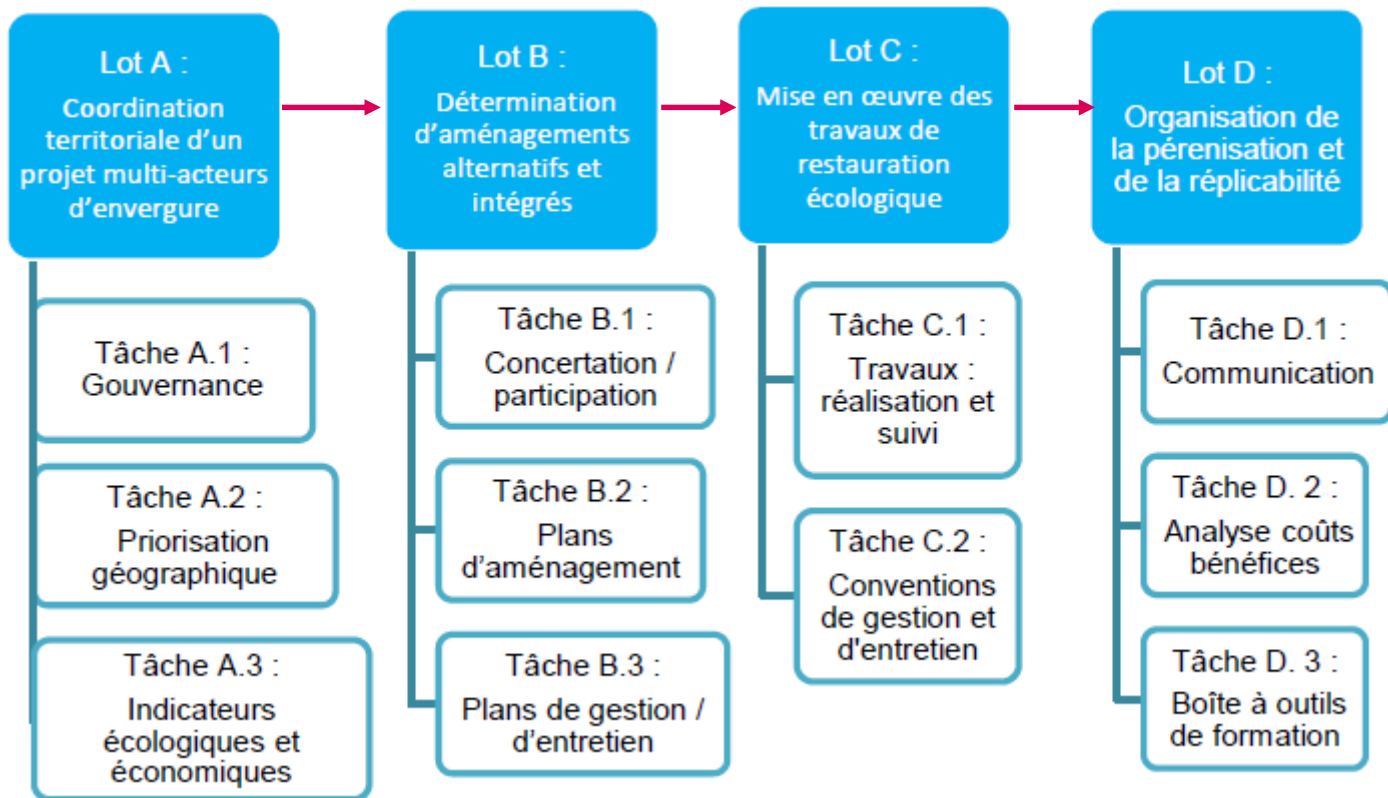 Lot A :
Coordination
territoriale d'un
projet multi-acteurs
d'envergure
Tâche A.1 :
Gouvernance
Tâche A.2 :
Priorisation
géographique
Tâche A.3 :
Indicateurs
écologiques et
économiques
Lot B :
Détermination
d'aménagements
alternatifs et
intégrés
Tâche B.1 :
Concertation /
participation
Tâche B.2 :
Plans
d'aménagement
Tâche B.3 :
Plans de gestion /
d'entretien
Lot C :
Mise en œuvre des
travaux de
restauration
écologique
Tâche C.1 :
Travaux :
réalisation et
suivi
Tâche C.2 :
Conventions
de gestion et
d'entretien
Lot D :
Organisation de
la pérenisation et
de la réplicabilité
Tâche D.1 :
Communication
Tâche D. 2 :
Analyse coûts
bénéfices
Tâche D. 3 :
Boîte à outils
de formation